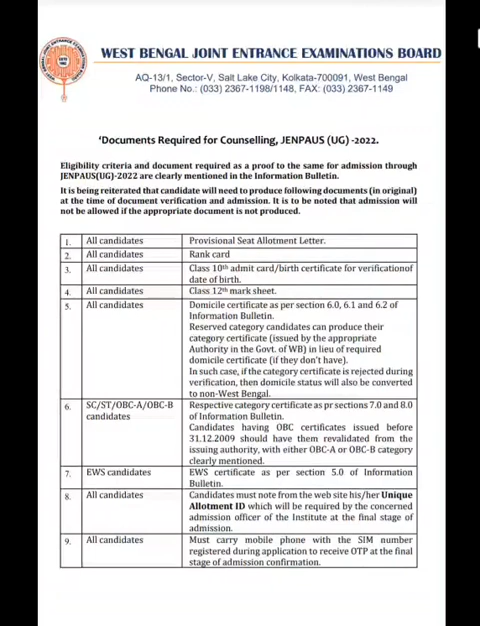 WEST BENGAL JOINT ENTRANCE EXAMINATIONS BOARD
AQ-13/1, Sector-V, Salt Lake City, Kolkata-700091, West Bengal
Phone No.: (033) 2367-1198/1148, FAX: (033) 2367-1149
‘Documents Required for Counselling, JENPAUS (UG) -2022.
Eligibility criteria and document required as a proof to the same for admission through
JENPAUS(UG)-2022 are clearly mentioned in the Information Bulletin.
It is being reiterated that candidate will need to produce following documents (in original)
at the time of document verification and admission. It is to be noted that admission will
not be allowed if the appropriate document is not produced.
1. All candidates Provisional Seat Allotment Letter.
2. All candidates Rank card
3. All candidates Class 10th admit card/birth certificate for verificationof
date of birth.
4. All candidates Class 12th mark sheet.
5. All candidates Domicile certificate as per section 6.0, 6.1 and 6.2 of
Information Bulletin.
Reserved category candidates can produce their
category certificate (issued by the appropriate
Authority in the Govt. of WB) in lieu of required
domicile certificate (if they don't have).
In such case, if the category certificate is rejected during
verification, then domicile status will also be converted
to non-West Bengal.
6. SC/ST/OBC-A/OBC-B Respective category certificate as pr sections 7.0 and 8.0
candidates of Information Bulletin.
Candidates having OBC certificates issued before
31.12.2009 should have them revalidated from the
issuing authority, with either OBC-A or OBC-B category
clearly mentioned.
7. EWS candidates EWS certificate as per section 5.0 of Information
Bulletin.
8. All candidates Candidates must note from the web site his/her Unique
Allotment ID which will be required by the concerned
admission officer of the Institute at the final stage of
admission.
9. All candidates Must carry mobile phone with the SIM number
registered during application to receive OTP at the final
stage of admission confirmation.